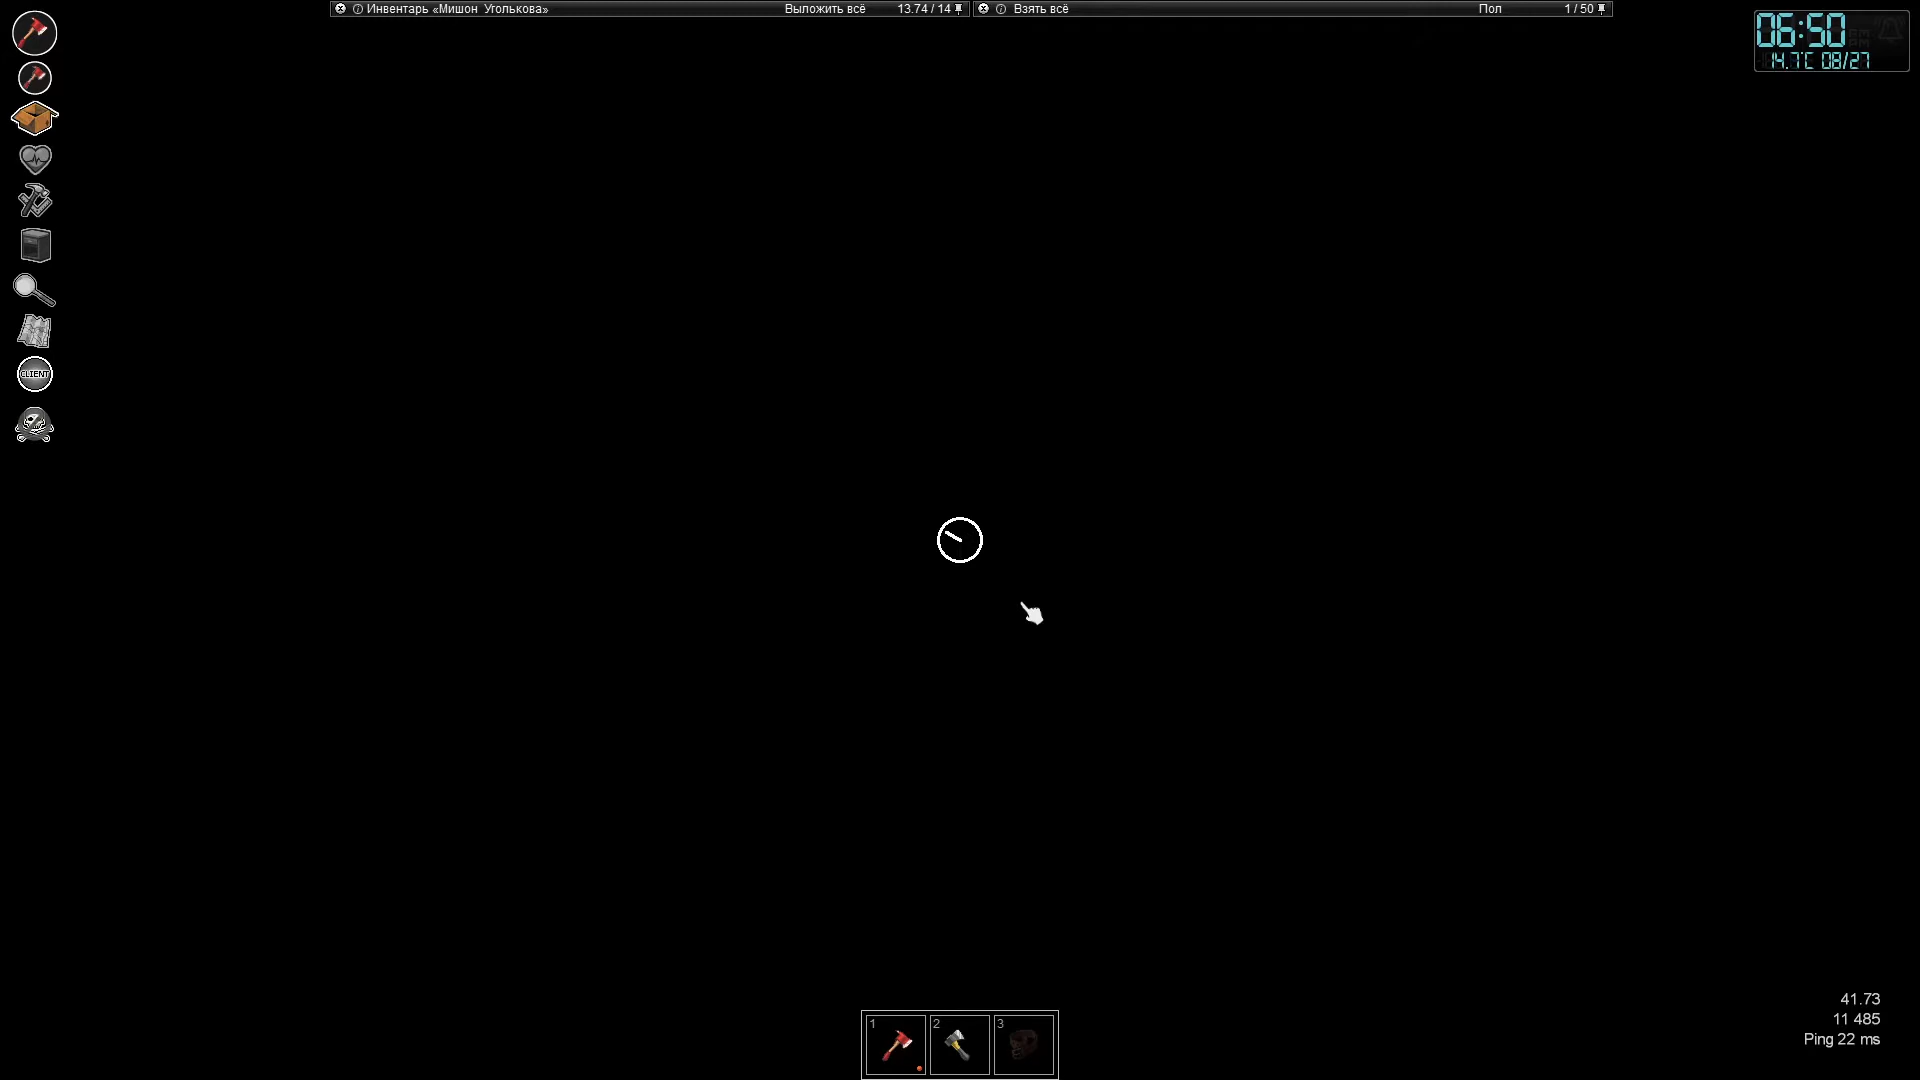 Инвентарь «Мишон Уголькова» Выложить всё 13.74 / 14
Взять всё Пол 1 / 50
06:50
14.7°C 08/27
CLIENT
1 2 3
41.73
11 485
Ping 22 ms